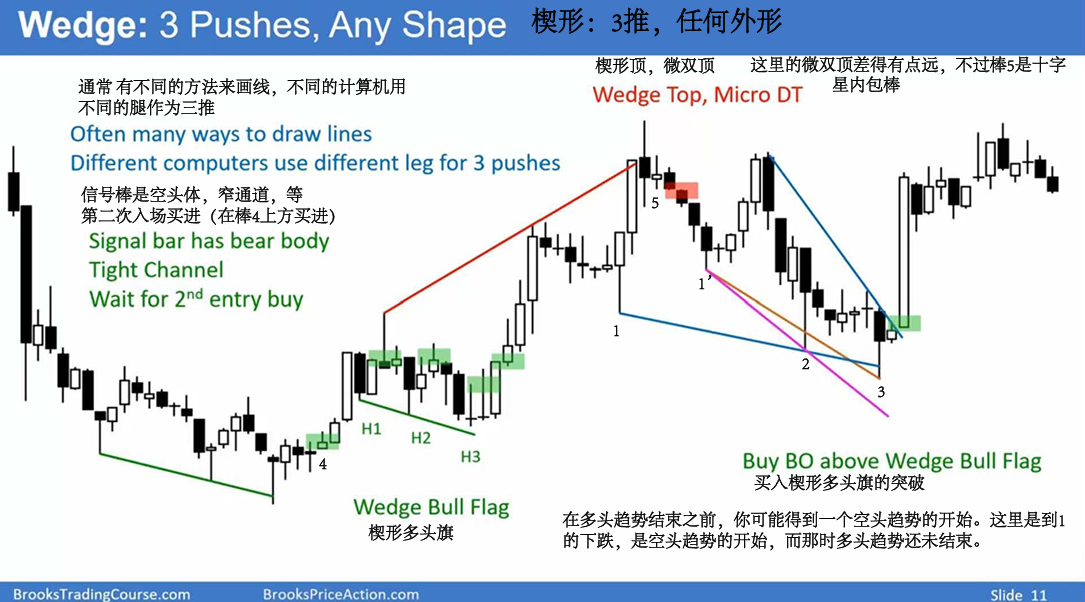 Wedge: 3 Pushes, Any Shape 楔形：3推，任何外形
通常 有不同的方法来画线，不同的计算机用
不同的腿作为三推
Often many ways to draw lines
Different computers use different leg for 3 pushes
信号棒是空头体，窄通道，等
第二次入场买进（在棒4上方买进）
Signal bar has bear body
Tight Channel
Wait for 2nd entry buy
楔形顶，微双顶
Wedge Top, Micro DT
这里的微双顶差得有点远，不过棒5是十字
星内包棒
5
1'
1
2
3
H1
H2
H3
4
Wedge Bull Flag
楔形多头旗
Buy BO above Wedge Bull Flag
买入楔形多头旗的突破
在多头趋势结束之前，你可能得到一个空头趋势的开始。这里是到1
的下跌，是空头趋势的开始，而那时多头趋势还未结束。
BrooksTradingCourse.com
BrooksPriceAction.com
Slide 11